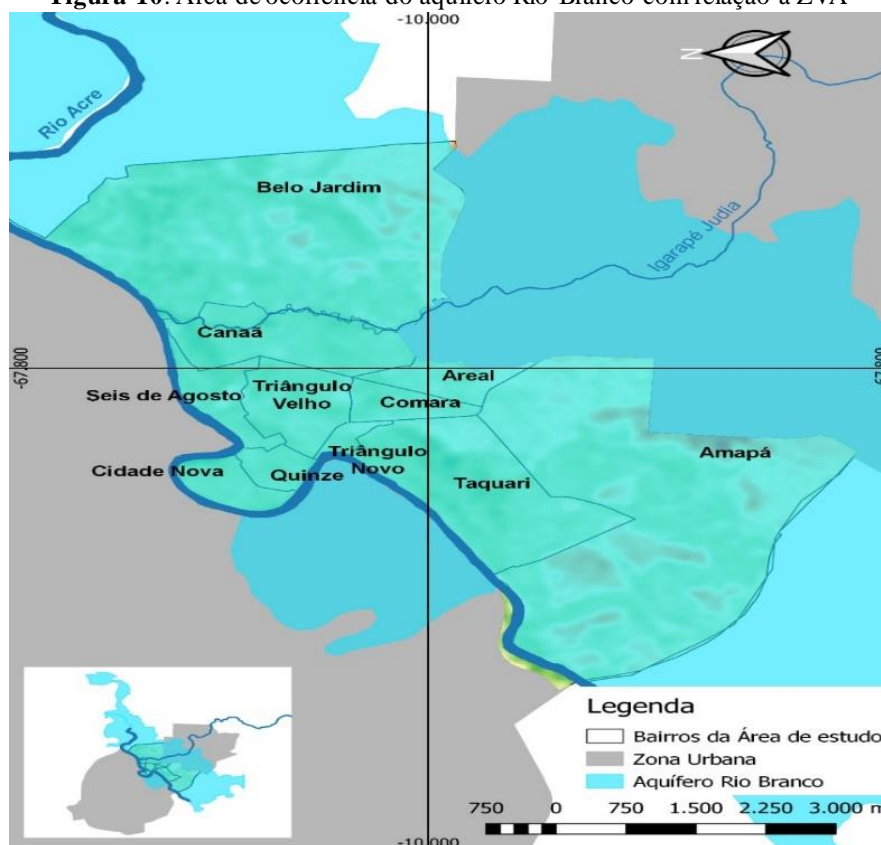 Figura 10. Área de ocorrência do aquífero Rio Branco com relação à ZVA
-10.000
N
Rio Acre
Belo Jardim
Igarapé Judia
Canaã
-67.800
-67.800
Areal
Seis de Agosto
Triângulo
Velho
Comara
Triângulo
Novo
Amapá
Cidade Nova
Quinze
Taquari
Legenda
Bairros da Área de estudo
Zona Urbana
Aquífero Rio Branco
750 0 750 1.500 2.250 3.000 m
-10.000